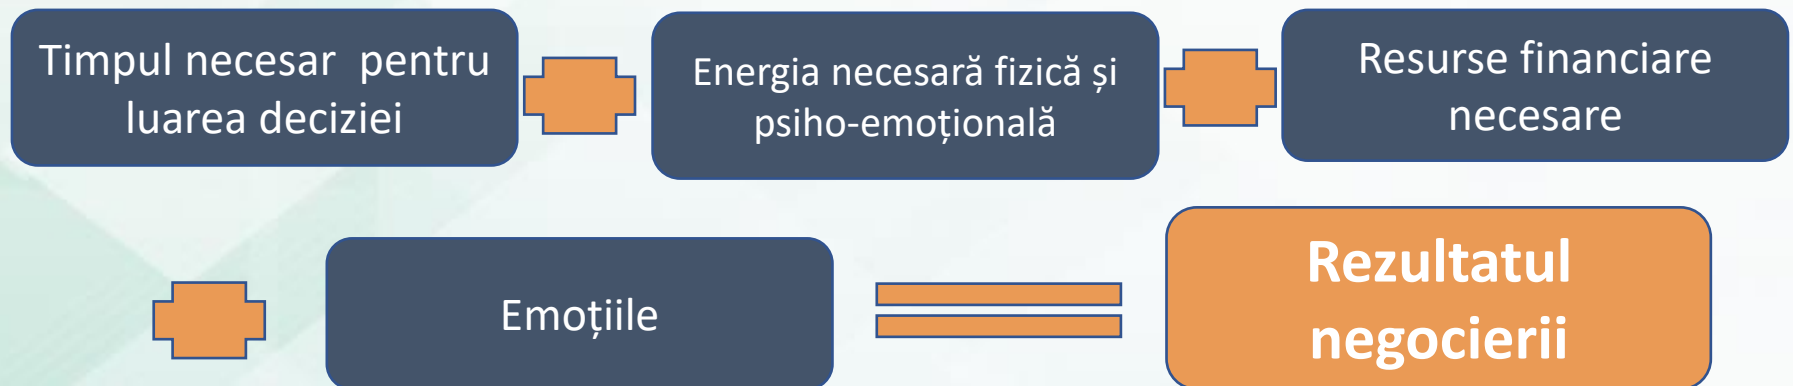 Timpul necesar pentru
luarea deciziei
Energia necesară fizică și
psiho-emoțională
Resurse financiare
necesare
Emoțiile
Rezultatul
negocierii